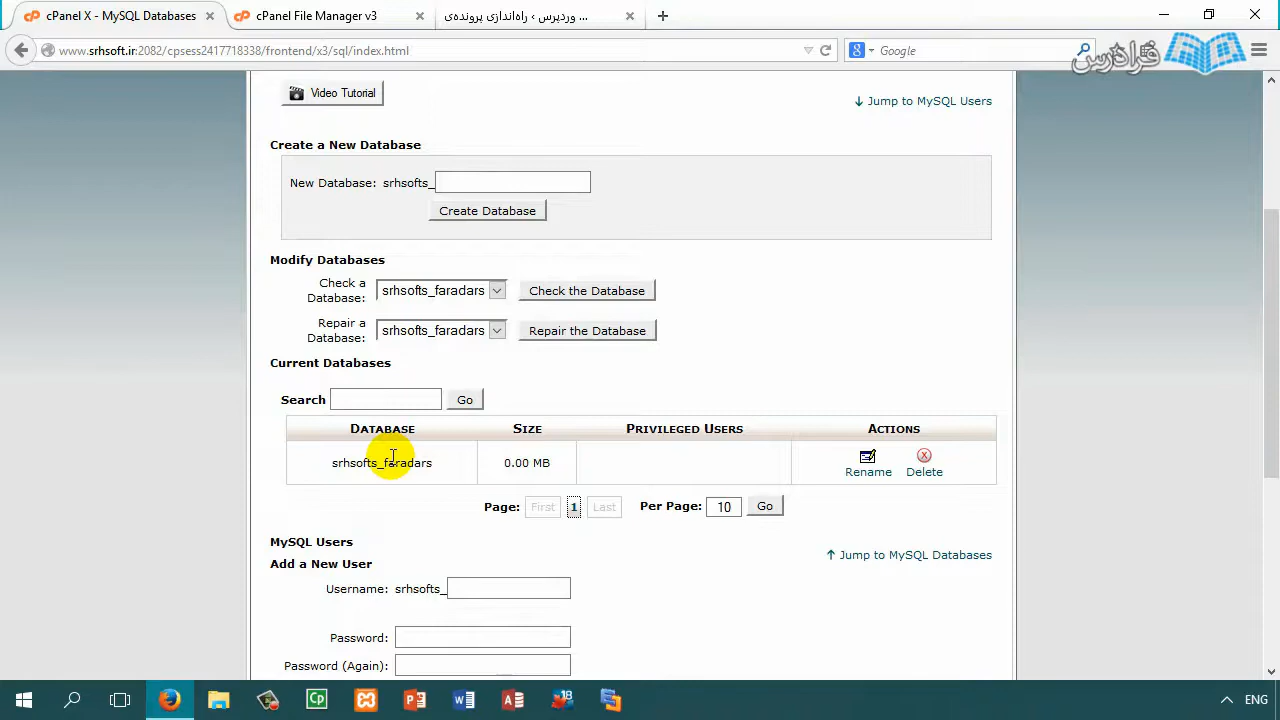 cPanel X - MySQL Databases
cPanel File Manager v3
وردپرس › راه‌اندازی پرونده‌ی ...
www.srhsoft.ir:2082/cpsess2417718338/frontend/x3/sql/index.html
Google
فرادرس
Video Tutorial
Jump to MySQL Users
Create a New Database
New Database: srhsofts_
Create Database
Modify Databases
Check a Database: srhsofts_faradars Check the Database
Repair a Database: srhsofts_faradars Repair the Database
Current Databases
Search Go
DATABASE SIZE PRIVILEGED USERS ACTIONS
srhsofts_faradars 0.00 MB Rename Delete
Page: First 1 Last Per Page: 10 Go
MySQL Users
Jump to MySQL Databases
Add a New User
Username: srhsofts_
Password:
Password (Again):
ENG